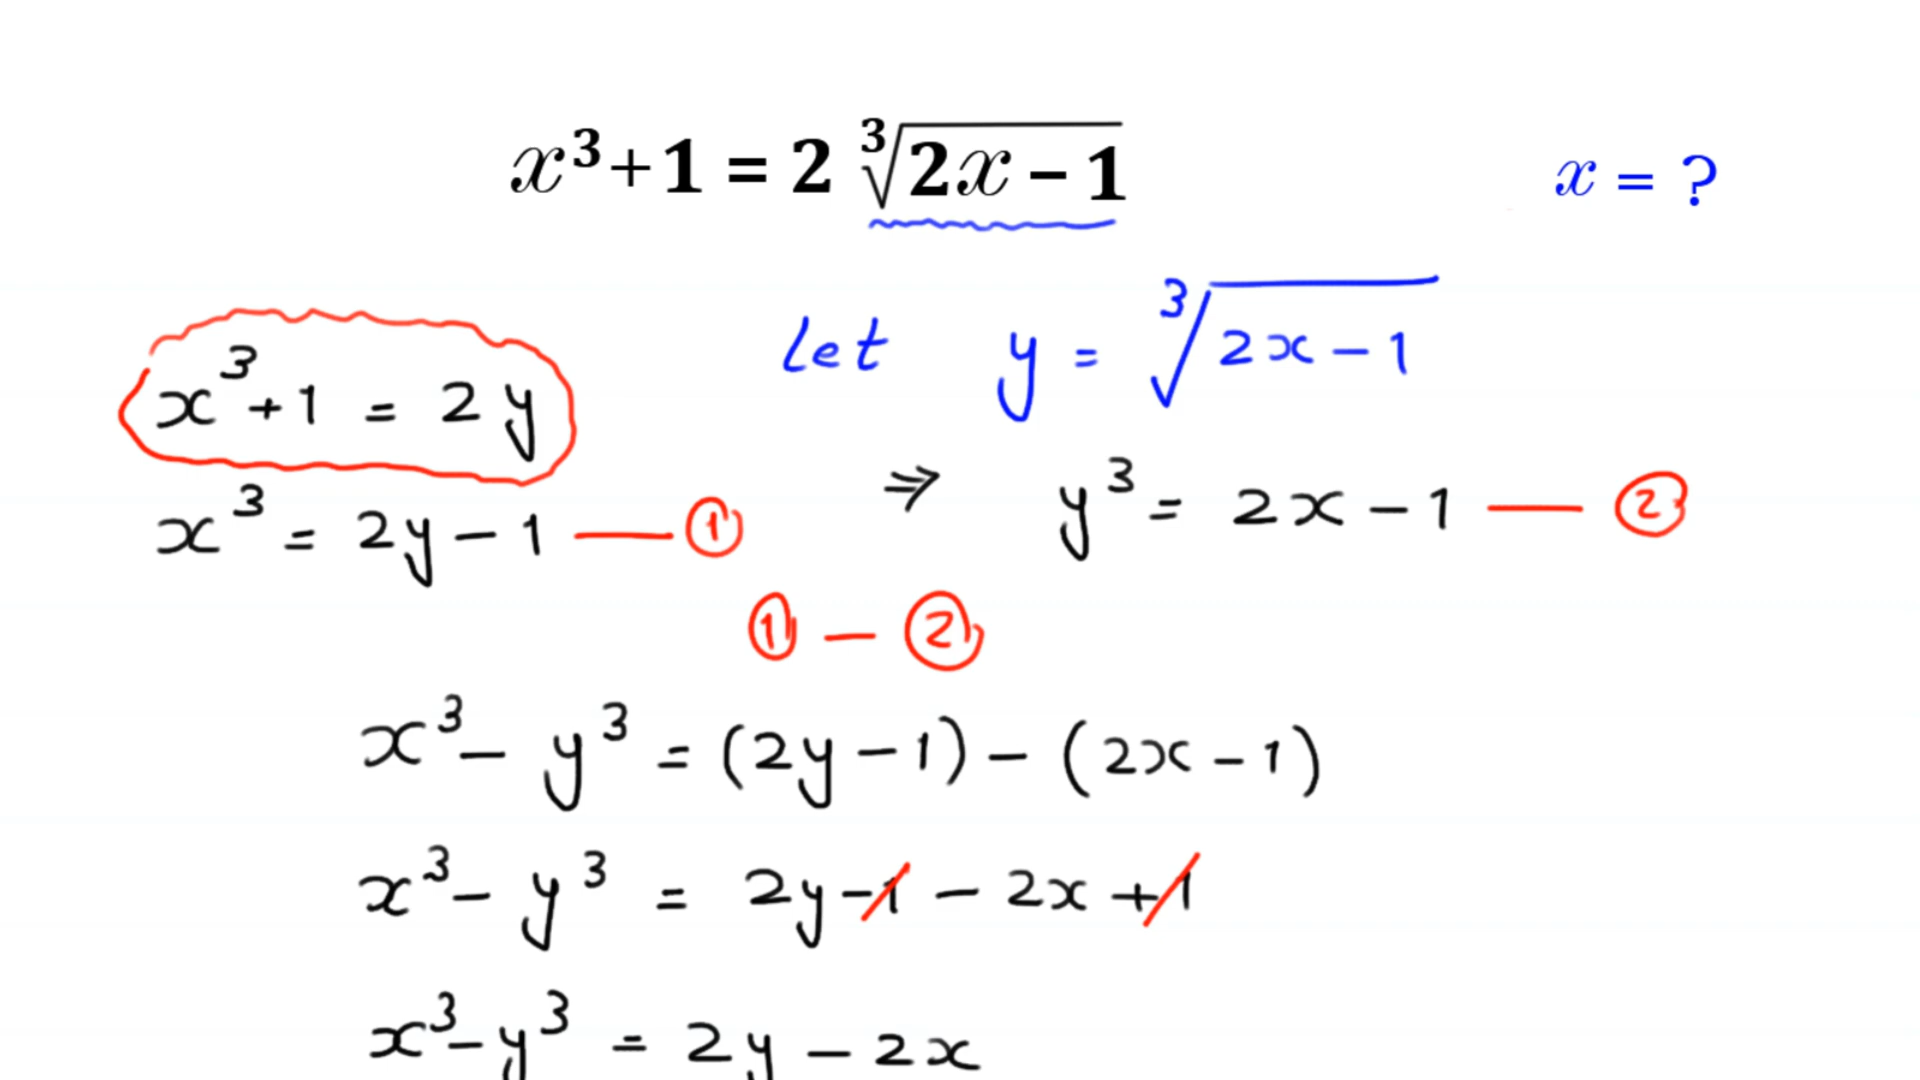 x³+1 = 2 ∛(2x − 1)
x = ?
Let y = ∛(2x − 1)
x³+1 = 2y
⇒ y³ = 2x − 1 — ②
x³ = 2y − 1 — ①
① − ②
x³ − y³ = (2y − 1) − (2x − 1)
x³ − y³ = 2y − 1 − 2x + 1
x³ − y³ = 2y − 2x